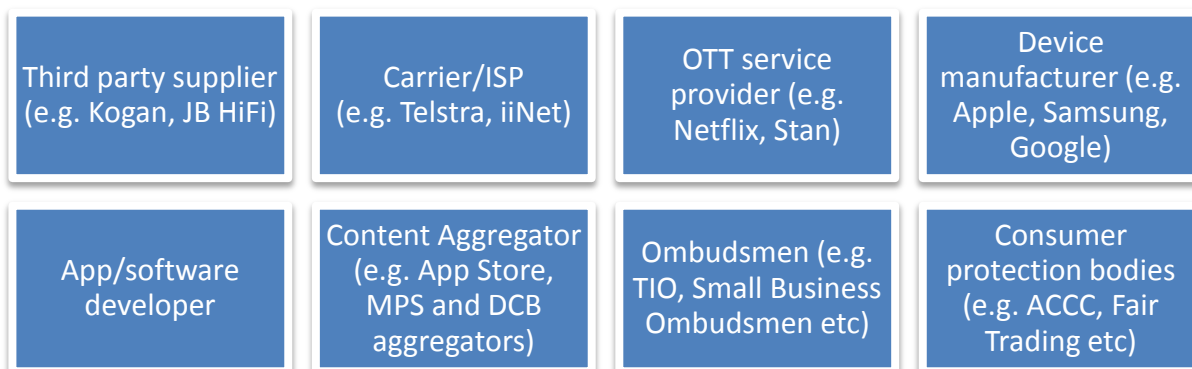 Third party supplier
(e.g. Kogan, JB HiFi)
Carrier/ISP
(e.g. Telstra, iiNet)
OTT service
provider (e.g.
Netflix, Stan)
Device
manufacturer (e.g.
Apple, Samsung,
Google)
App/software
developer
Content Aggregator
(e.g. App Store,
MPS and DCB
aggregators)
Ombudsmen (e.g.
TIO, Small Business
Ombudsmen etc)
Consumer
protection bodies
(e.g. ACCC, Fair
Trading etc)